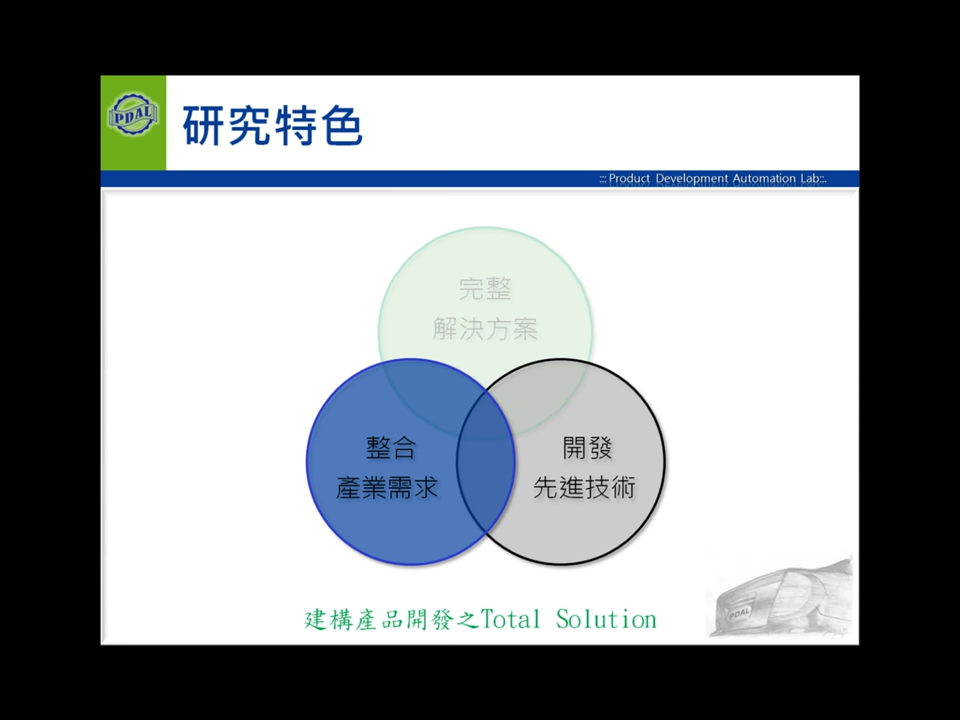 PDAL
研究特色
::: Product Development Automation Lab:::.
完整
解決方案
整合
產業需求
開發
先進技術
PDAL
建構產品開發之Total Solution